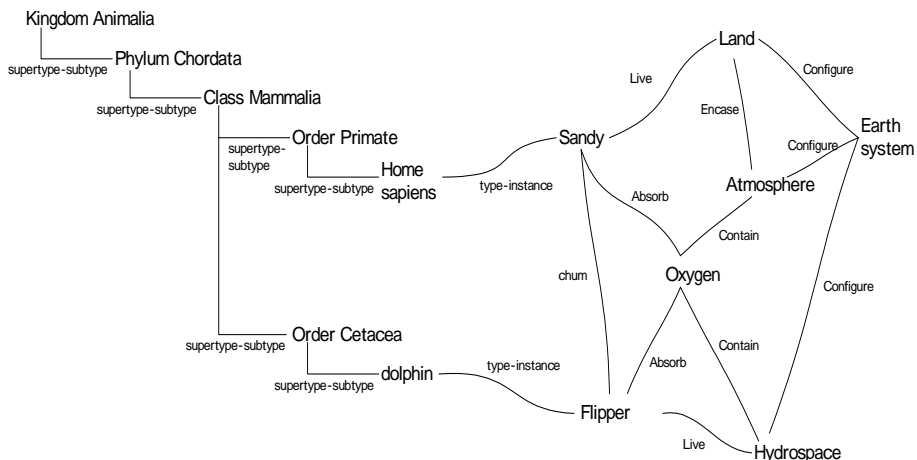 Kingdom Animalia
supertype-subtype
Phylum Chordata
supertype-subtype
Class Mammalia
supertype-
subtype
Order Primate
supertype-subtype
Home
sapiens
type-instance
Sandy
Live
Land
Configure
Encase
Earth
system
Configure
Atmosphere
Absorb
Contain
Oxygen
chum
Configure
supertype-subtype
Order Cetacea
supertype-subtype
dolphin
type-instance
Absorb
Contain
Flipper
Live
Hydrospace